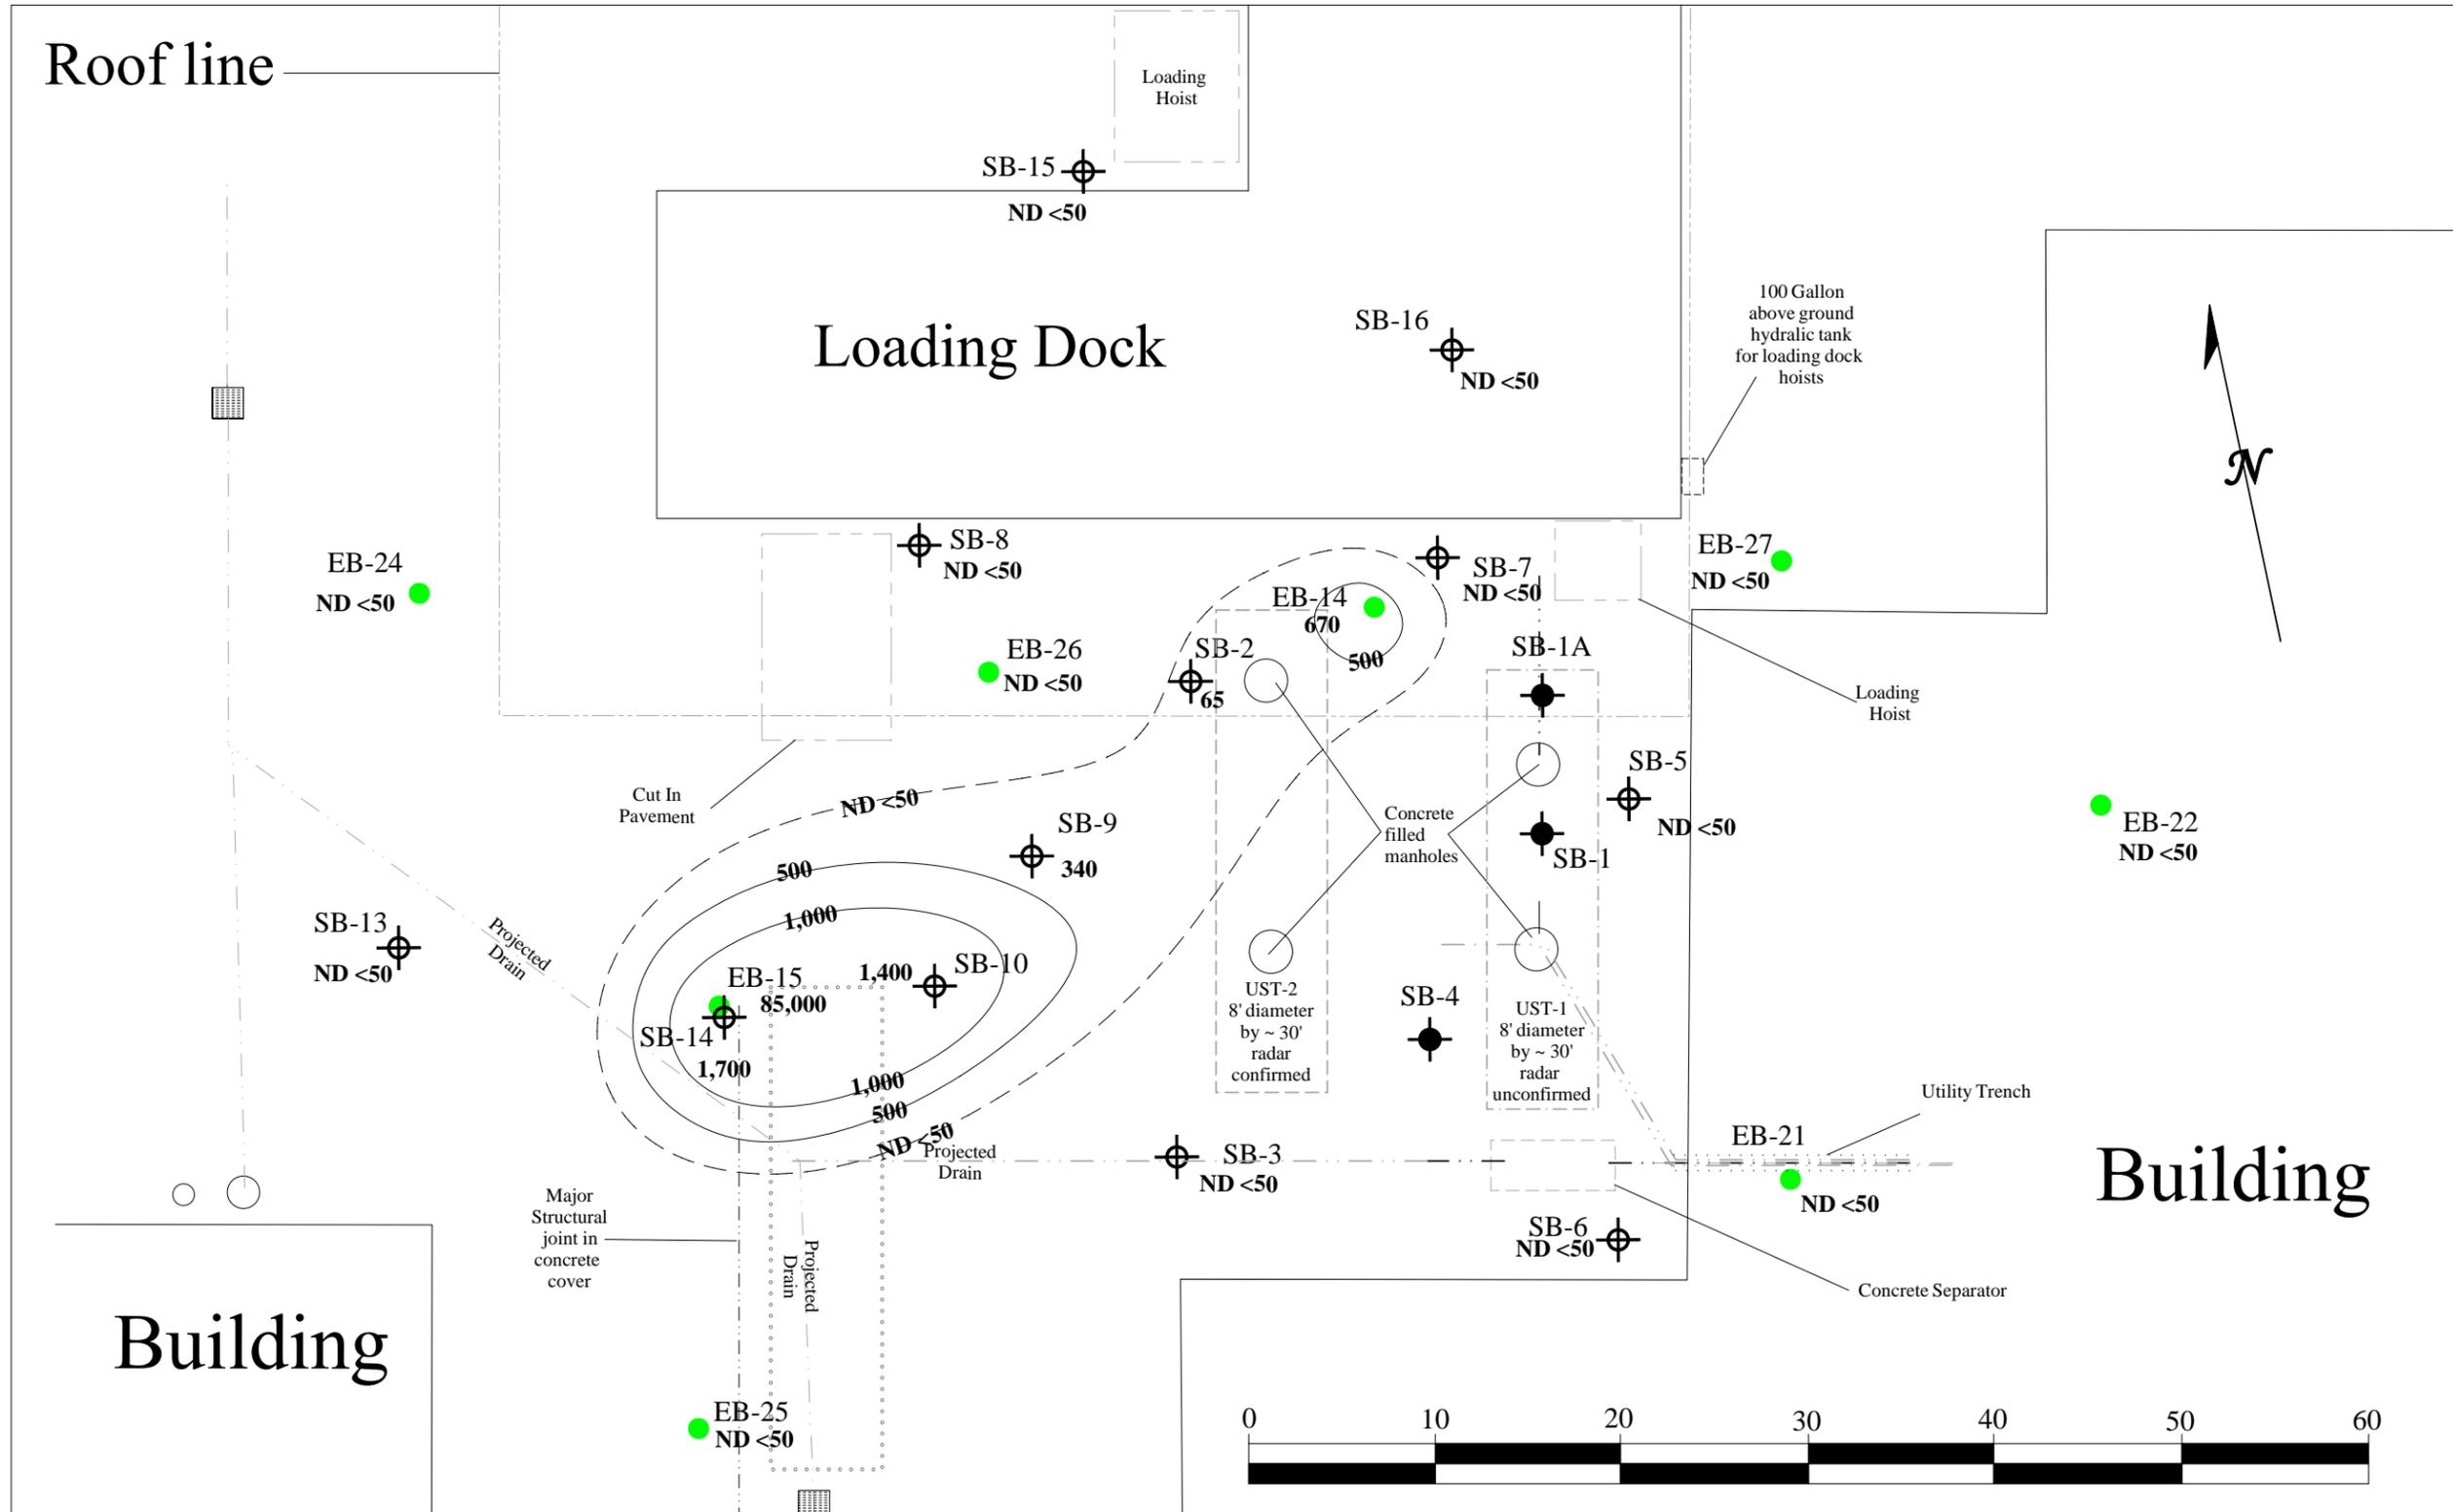 Roof line
Loading
Hoist
SB-15
ND <50
Loading Dock
SB-16
ND <50
100 Gallon
above ground
hydralic tank
for loading dock
hoists
N
EB-24
ND <50
SB-8
ND <50
SB-7
ND <50
EB-27
ND <50
EB-14
670
500
EB-26
ND <50
SB-2
65
SB-1A
Loading
Hoist
Cut In
Pavement
ND <50
SB-9
340
Concrete
filled
manholes
SB-5
ND <50
SB-1
EB-22
ND <50
500
1,000
SB-13
ND <50
Projected
Drain
EB-15
85,000
1,400
SB-10
SB-14
1,700
1,000
500
ND <50
UST-2
8' diameter
by ~ 30'
radar
confirmed
SB-4
UST-1
8' diameter
by ~ 30'
radar
unconfirmed
Utility Trench
EB-21
ND <50
Projected
Drain
SB-3
ND <50
SB-6
ND <50
Building
Major
Structural
joint in
concrete
cover
Projected
Drain
Concrete Separator
Building
EB-25
ND <50
0 10 20 30 40 50 60